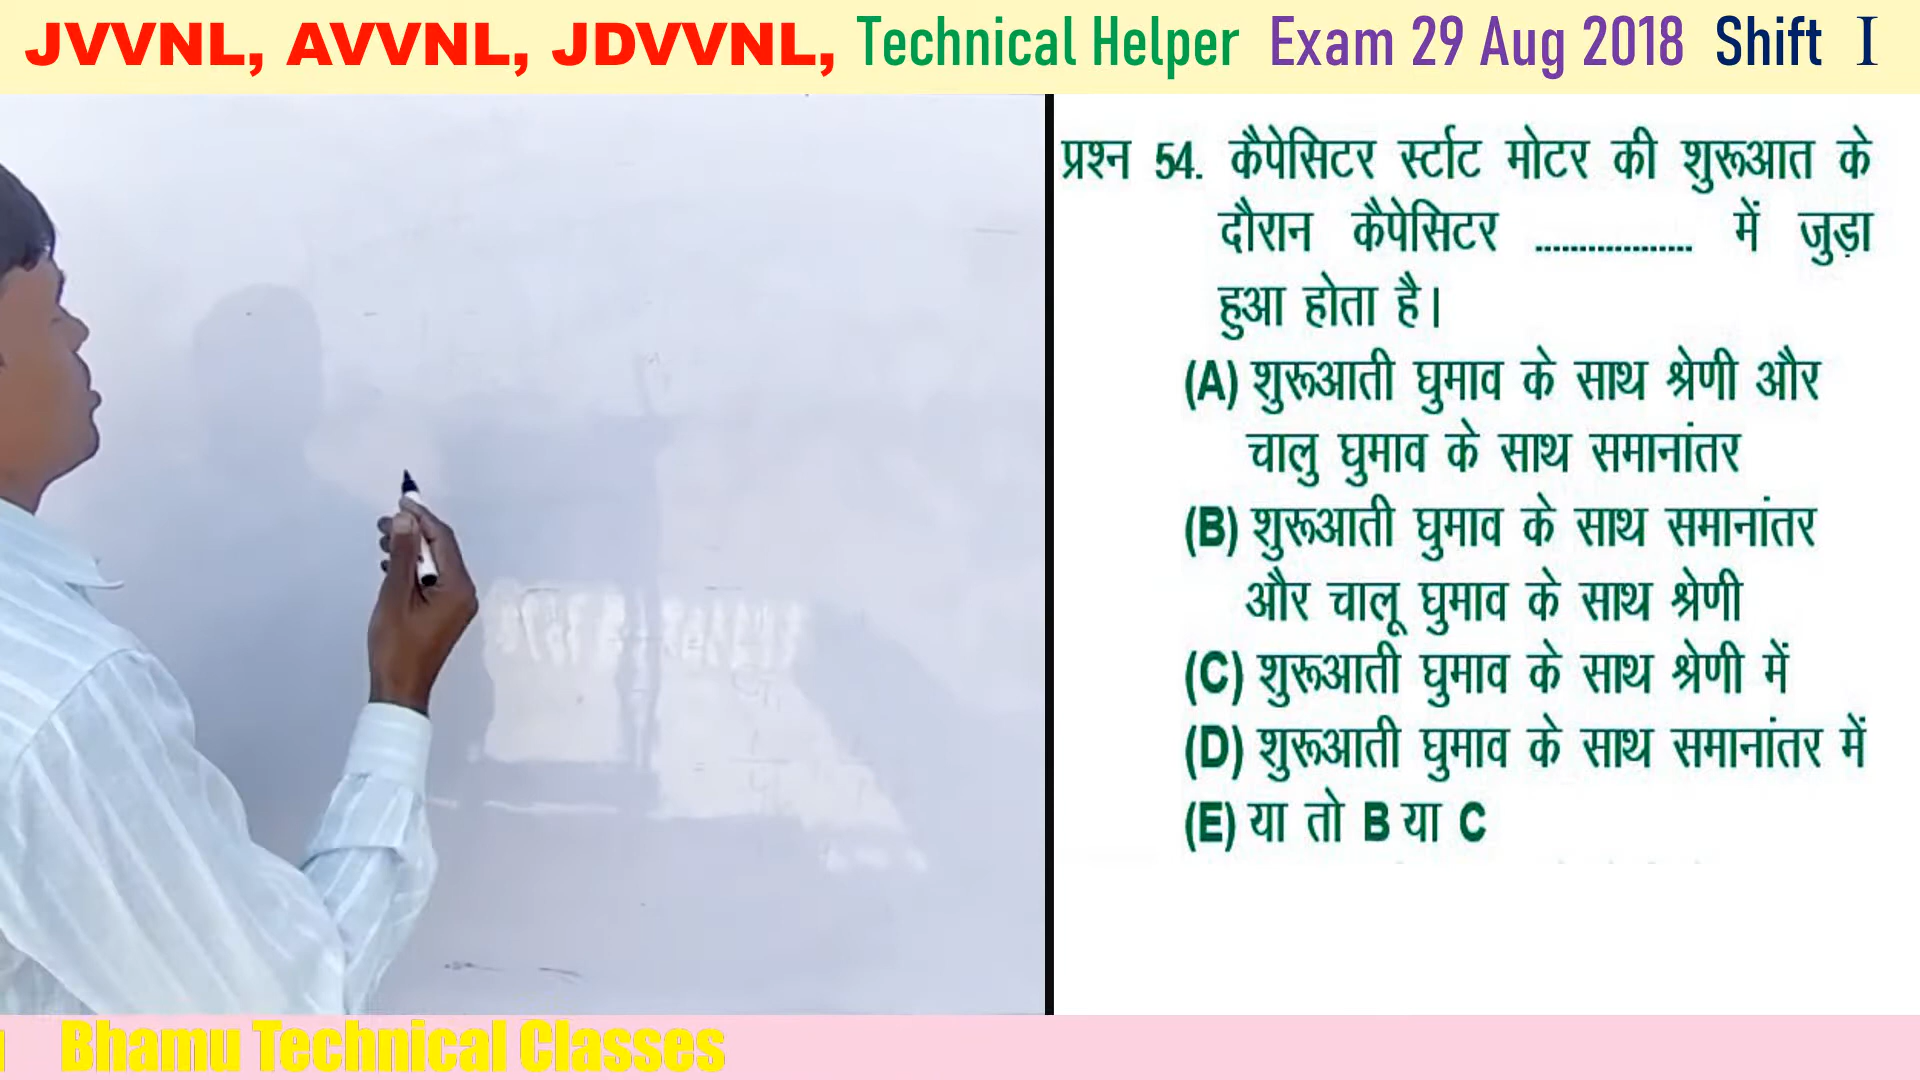 JVVNL, AVVNL, JDVVNL, Technical Helper Exam 29 Aug 2018 Shift I
प्रश्न 54. कैपेसिटर र्स्टाट मोटर की शुरूआत के
दौरान कैपेसिटर .................. में जुड़ा
हुआ होता है।
(A) शुरूआती घुमाव के साथ श्रेणी और
चालु घुमाव के साथ समानांतर
(B) शुरूआती घुमाव के साथ समानांतर
और चालू घुमाव के साथ श्रेणी
(C) शुरूआती घुमाव के साथ श्रेणी में
(D) शुरूआती घुमाव के साथ समानांतर में
(E) या तो B या C
Bhamu Technical Classes